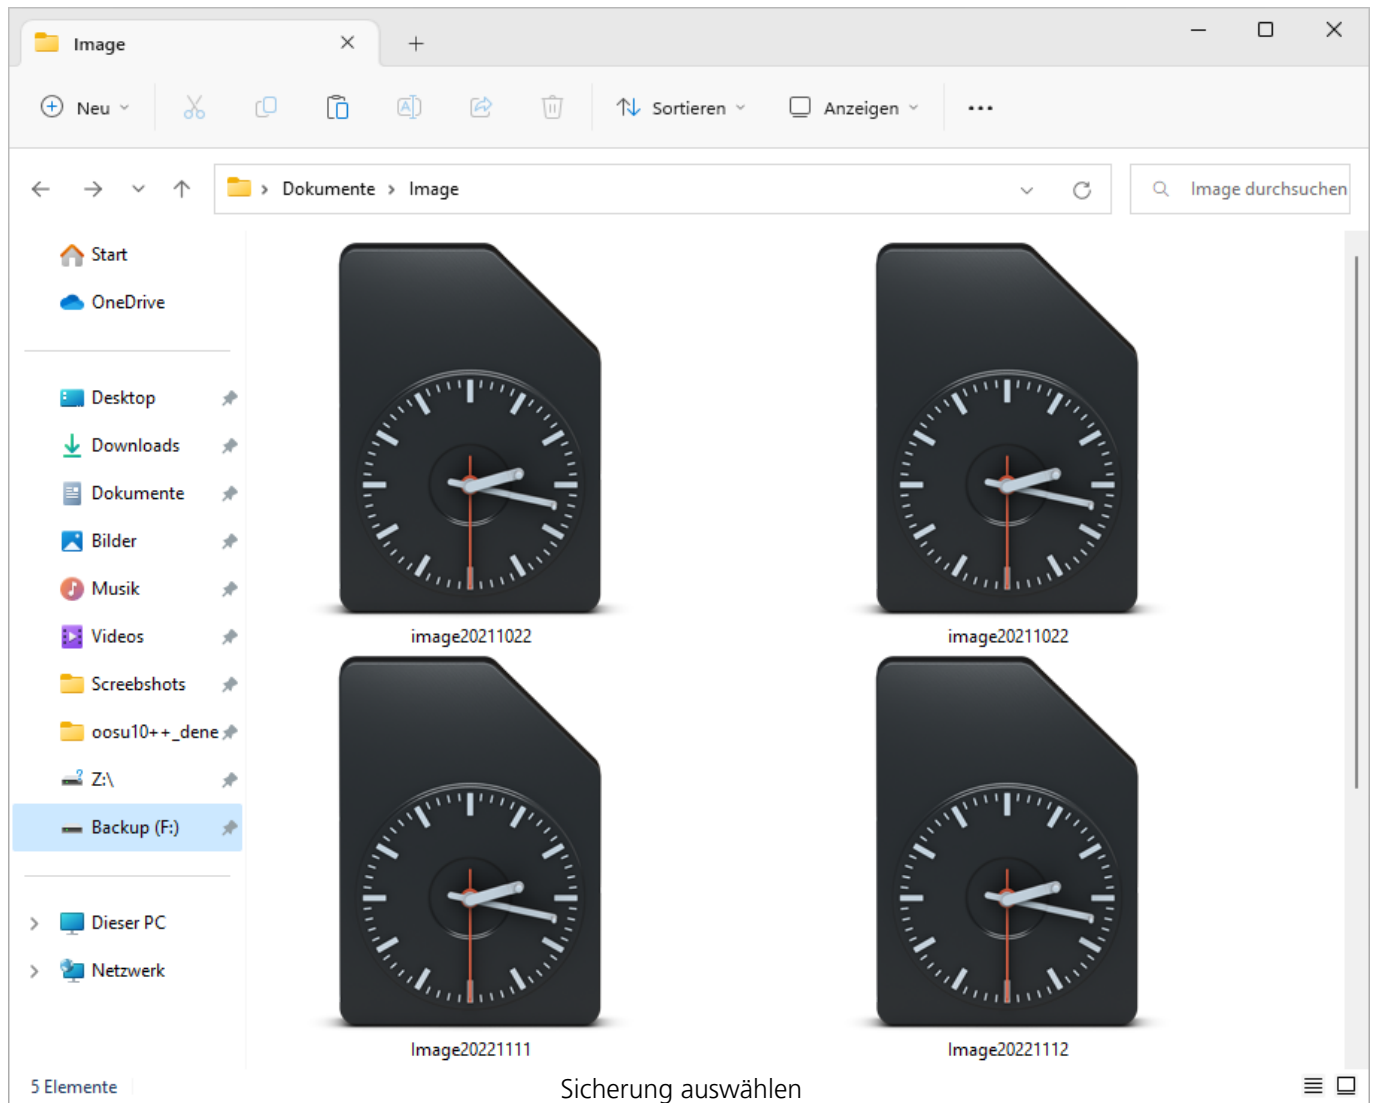 Image
Neu
Sortieren
Anzeigen
Dokumente > Image
Image durchsuchen
Start
OneDrive
Desktop
Downloads
Dokumente
Bilder
Musik
Videos
Screebshots
oosu10++_dene
Z:\
Backup (F:)
Dieser PC
Netzwerk
image20211022
image20211022
Image20221111
Image20221112
5 Elemente
Sicherung auswählen